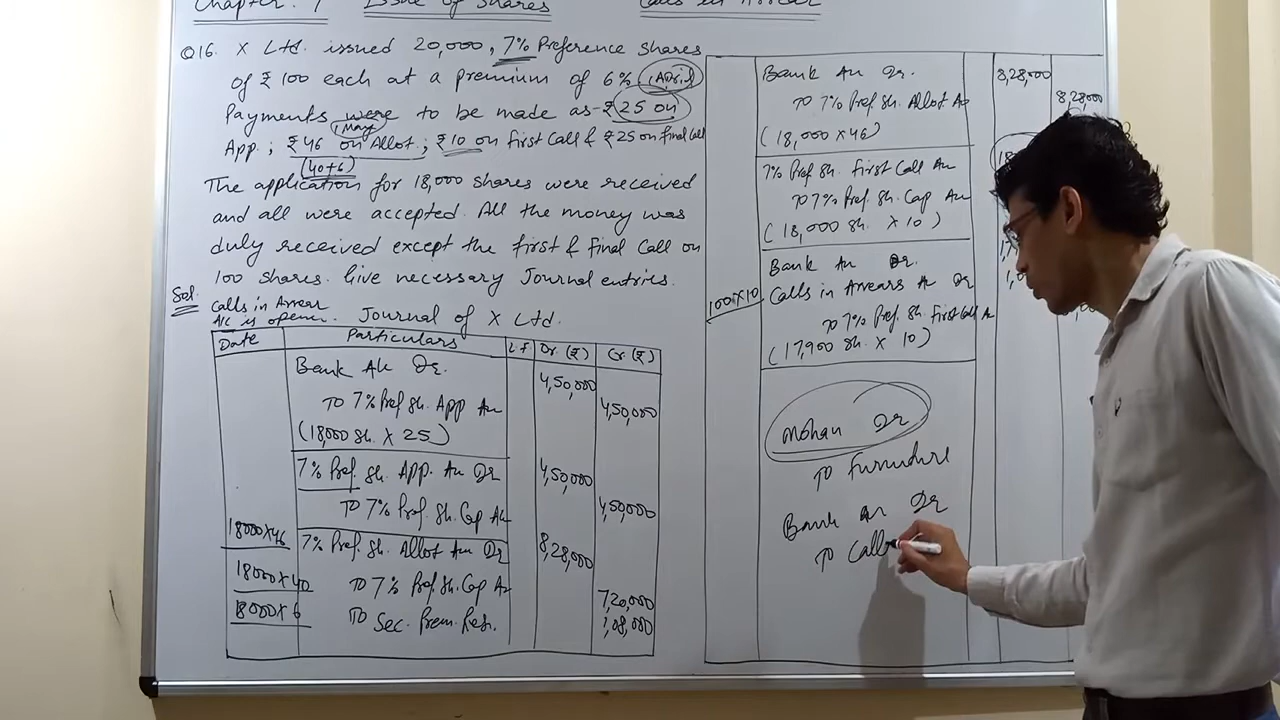 Chapter. 1 Issue of Shares Calls in Arrear
Q16. X Ltd. issued 20,000, 7% Preference shares
of ₹100 each at a premium of 6% 1 April
Payments were to be made as - ₹25 on
1 May
App; ₹46 on Allot.; ₹10 on first Call & ₹25 on final Call
(40+6)
The application for 18,000 shares were received
and all were accepted. All the money was
duly received except the first & final Call on
100 shares. Give necessary Journal entries.
Sol. Calls in Arrear
A/c is opened. Journal of X Ltd.
Date Particulars L.F Dr (₹) Cr (₹)
Bank A/c Dr. 4,50,000
To 7% Pref Sh. App A/c 4,50,000
(18,000 Sh. X 25)
7% Pref Sh. App. A/c Dr 4,50,000
To 7% Pref. Sh. Cap A/c 4,50,000
18000X46 7% Pref. Sh. Allot A/c Dr 8,28,000
18000X40 To 7% Pref Sh. Cap A/c 7,20,000
18000X6 To Sec. Prem. Res. 1,08,000
Bank A/c Dr. 8,28,000
To 7% Pref Sh. Allot A/c 8,28,000
(18,000 X 46)
7% Pref Sh. First Call A/c
To 7% Pref. Sh. Cap A/c
(18,000 Sh. X 10)
Bank A/c Dr.
100X10 Calls in Arrears A/c Dr
To 7% Pref. Sh. First Call A/c
(17,900 Sh. X 10)
Mohan Dr
To Furniture
Bank A/c Dr
To Calls